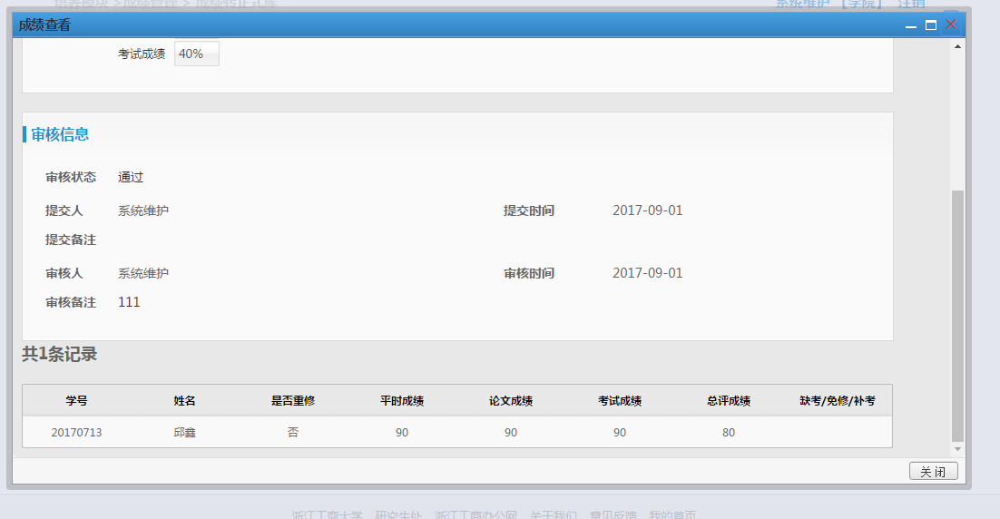 培养模块 > 成绩管理 > 成绩转正式库
系统维护 【学院】 注销
成绩查看
考试成绩 40%
审核信息
审核状态 通过
提交人 系统维护 提交时间 2017-09-01
提交备注
审核人 系统维护 审核时间 2017-09-01
审核备注 111
共1条记录
学号 姓名 是否重修 平时成绩 论文成绩 考试成绩 总评成绩 缺考/免修/补考
20170713 邱鑫 否 90 90 90 80
关 闭
浙江工商大学 研究生处 浙江工商办公网 关于我们 意见反馈 我的首页